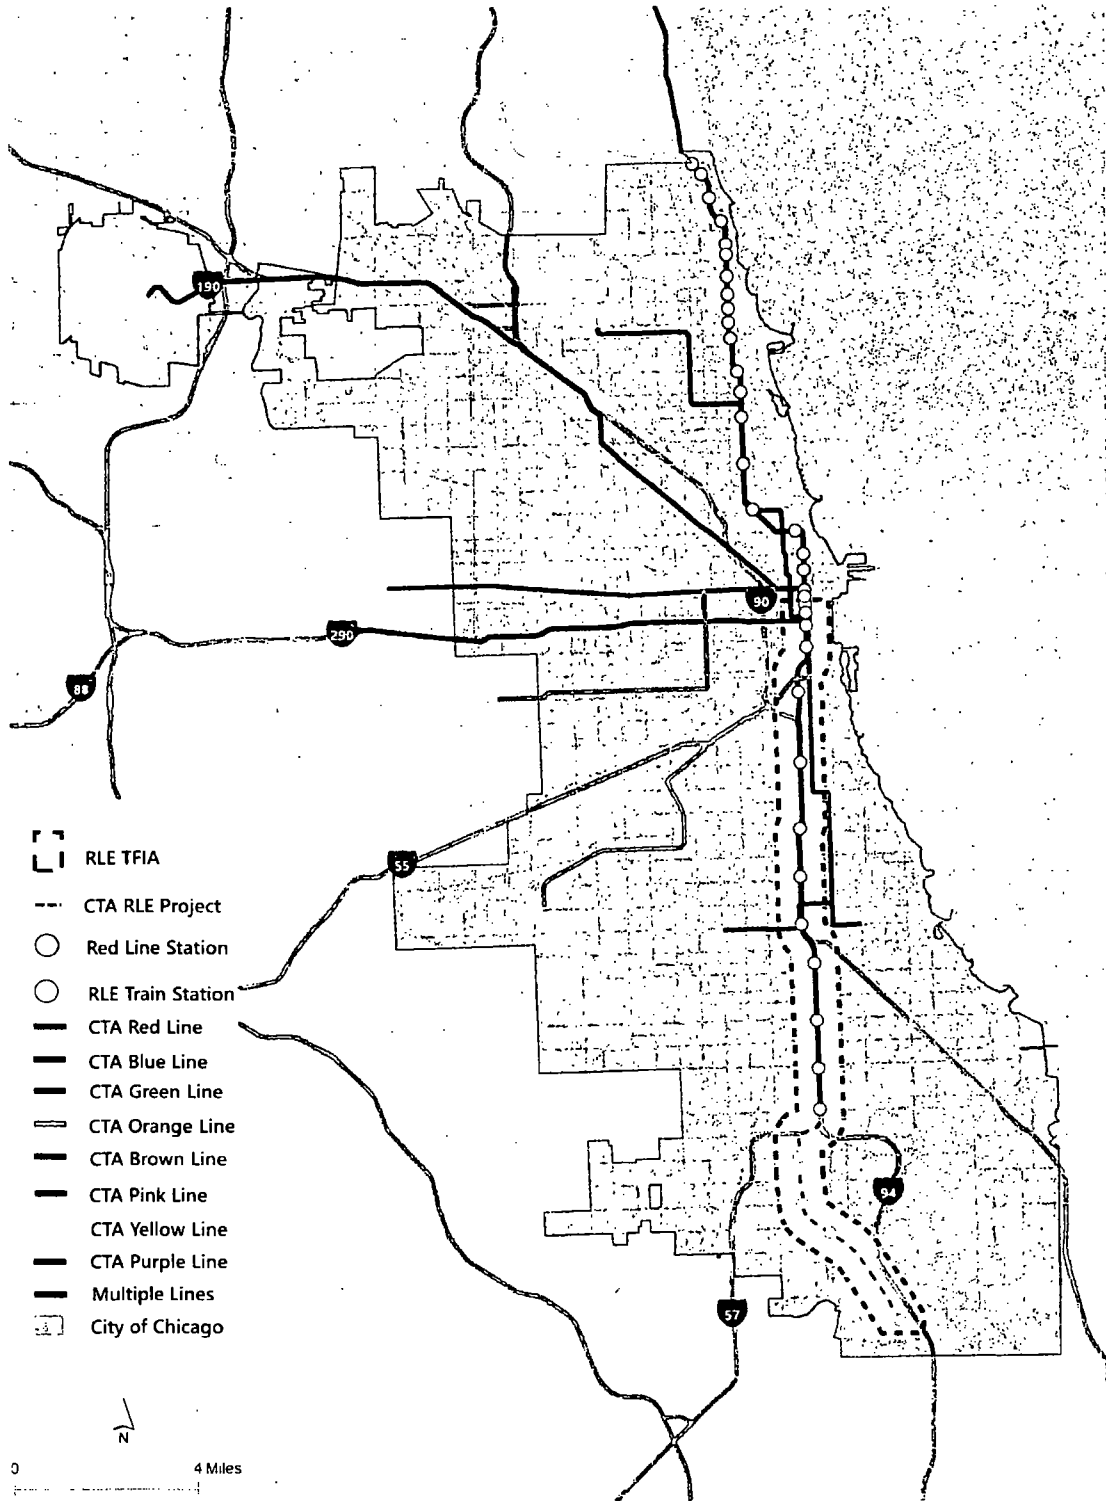 190
90
290
88
55
RLE TFIA
CTA RLE Project
Red Line Station
RLE Train Station
CTA Red Line
CTA Blue Line
CTA Green Line
CTA Orange Line
CTA Brown Line
CTA Pink Line
CTA Yellow Line
CTA Purple Line
Multiple Lines
City of Chicago
94
57
N
0 4 Miles